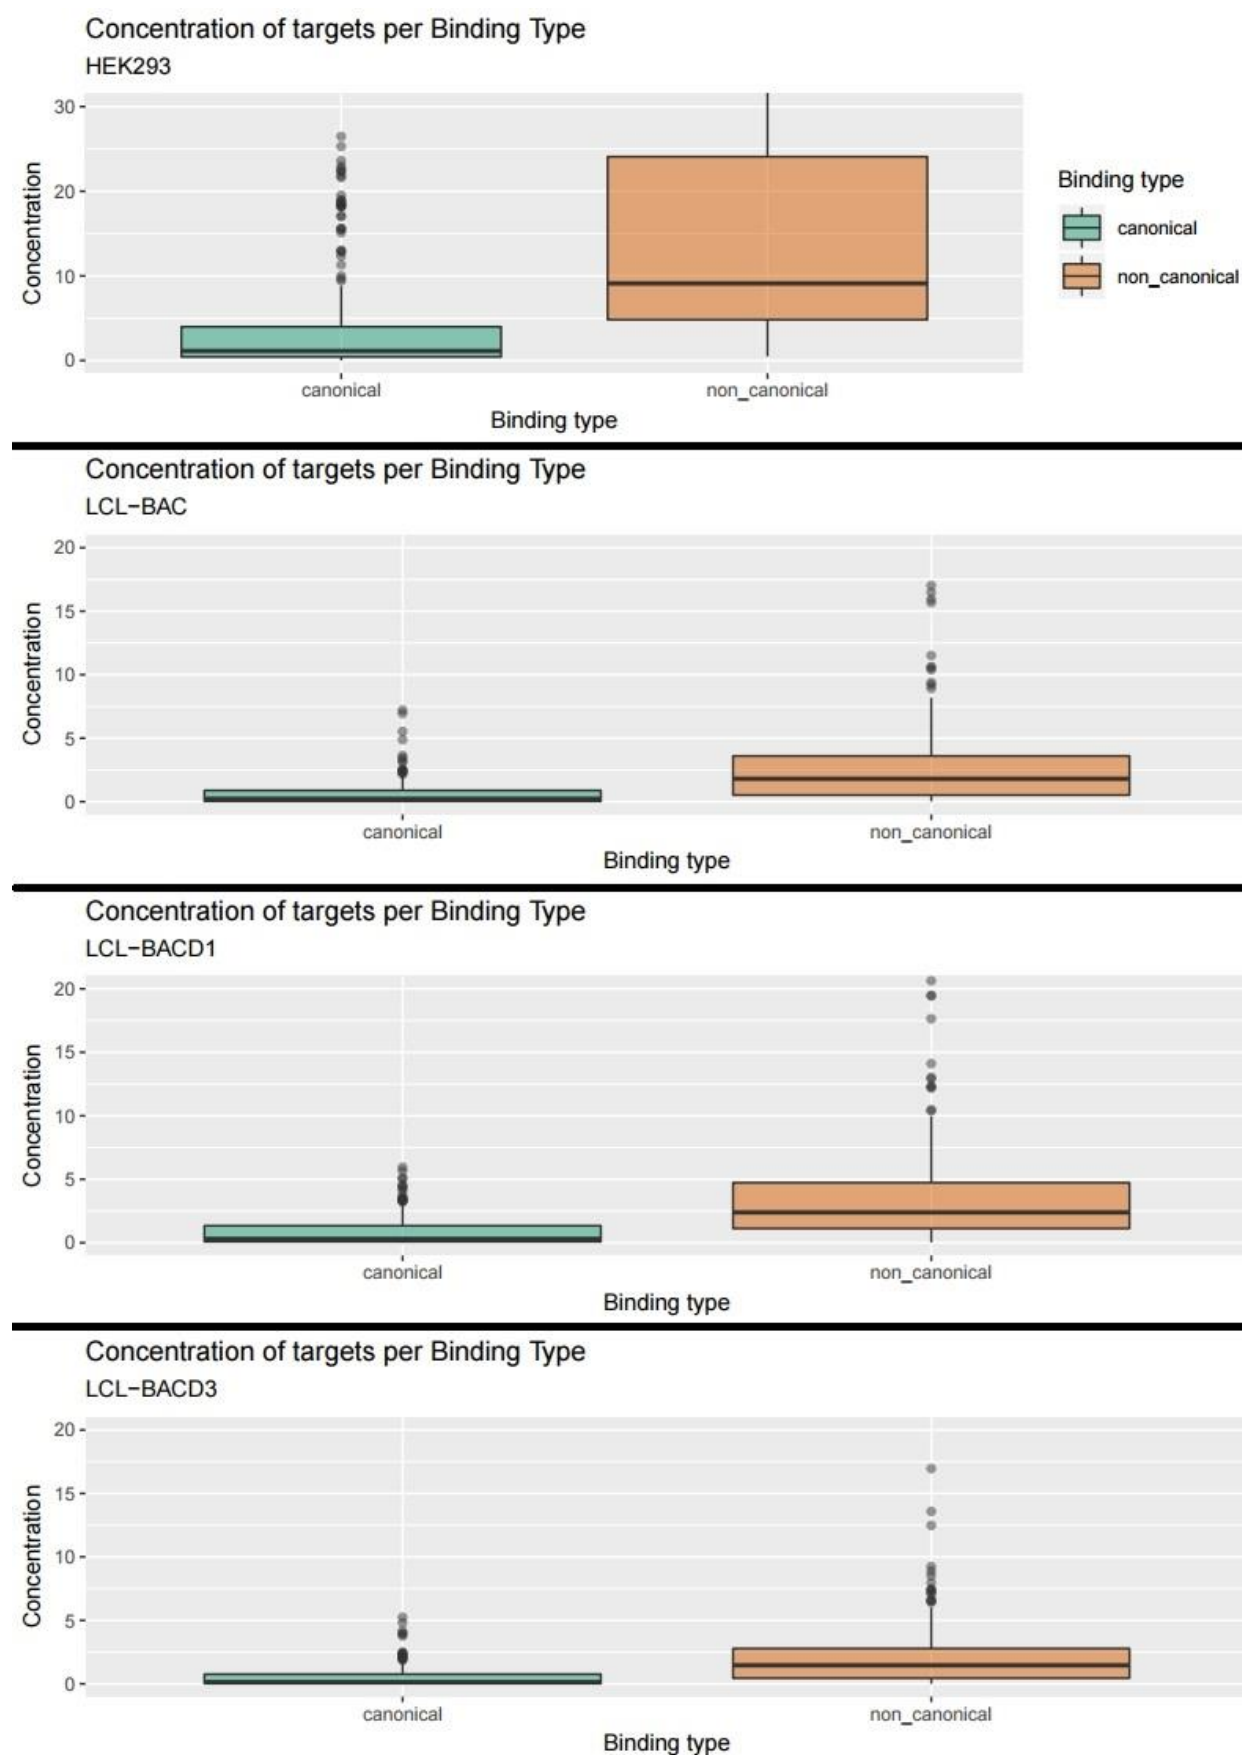 Concentration of targets per Binding Type
HEK293
30
20
10
0
Concentration
canonical
non_canonical
Binding type
Binding type
canonical
non_canonical
Concentration of targets per Binding Type
LCL−BAC
20
15
10
5
0
Concentration
canonical
non_canonical
Binding type
Concentration of targets per Binding Type
LCL−BACD1
20
15
10
5
0
Concentration
canonical
non_canonical
Binding type
Concentration of targets per Binding Type
LCL−BACD3
20
15
10
5
0
Concentration
canonical
non_canonical
Binding type